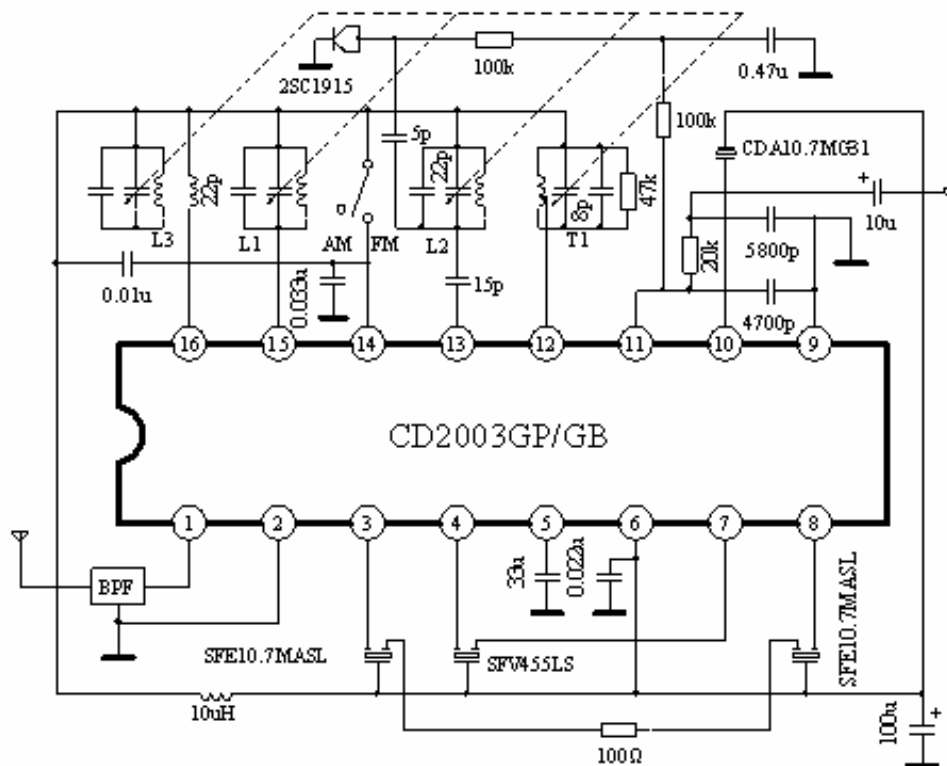 2SC1915
100k
0.47u
100k
CDA10.7MGB1
5p
22p
22p
8p
47k
+
10u
L3
L1
AM
FM
L2
T1
20k
5800p
0.01u
0.033u
15p
4700p
16
15
14
13
12
11
10
9
CD2003GP/GB
1
2
3
4
5
6
7
8
BPF
33u
0.022u
SFE10.7MASL
SFV455LS
SFE10.7MASL
10uH
100Ω
100u
+